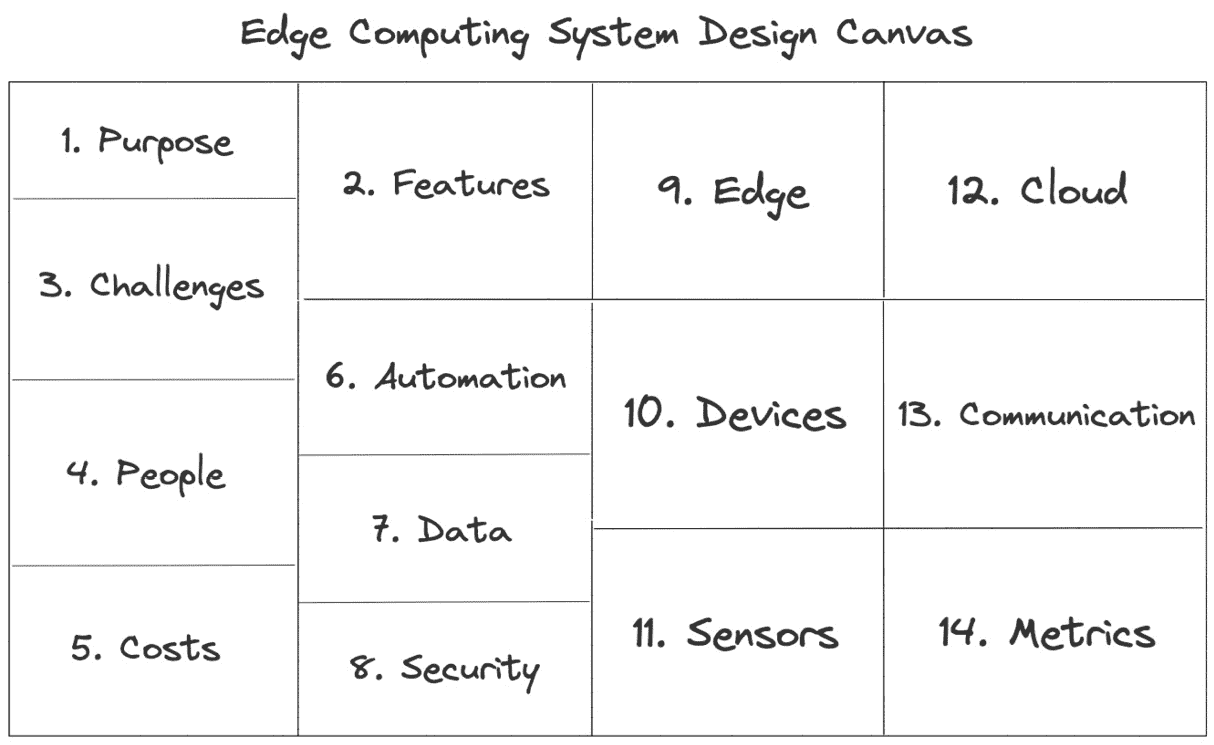 Edge Computing System Design Canvas
1. Purpose
2. Features
3. Challenges
4. People
5. Costs
6. Automation
7. Data
8. Security
9. Edge
10. Devices
11. Sensors
12. Cloud
13. Communication
14. Metrics